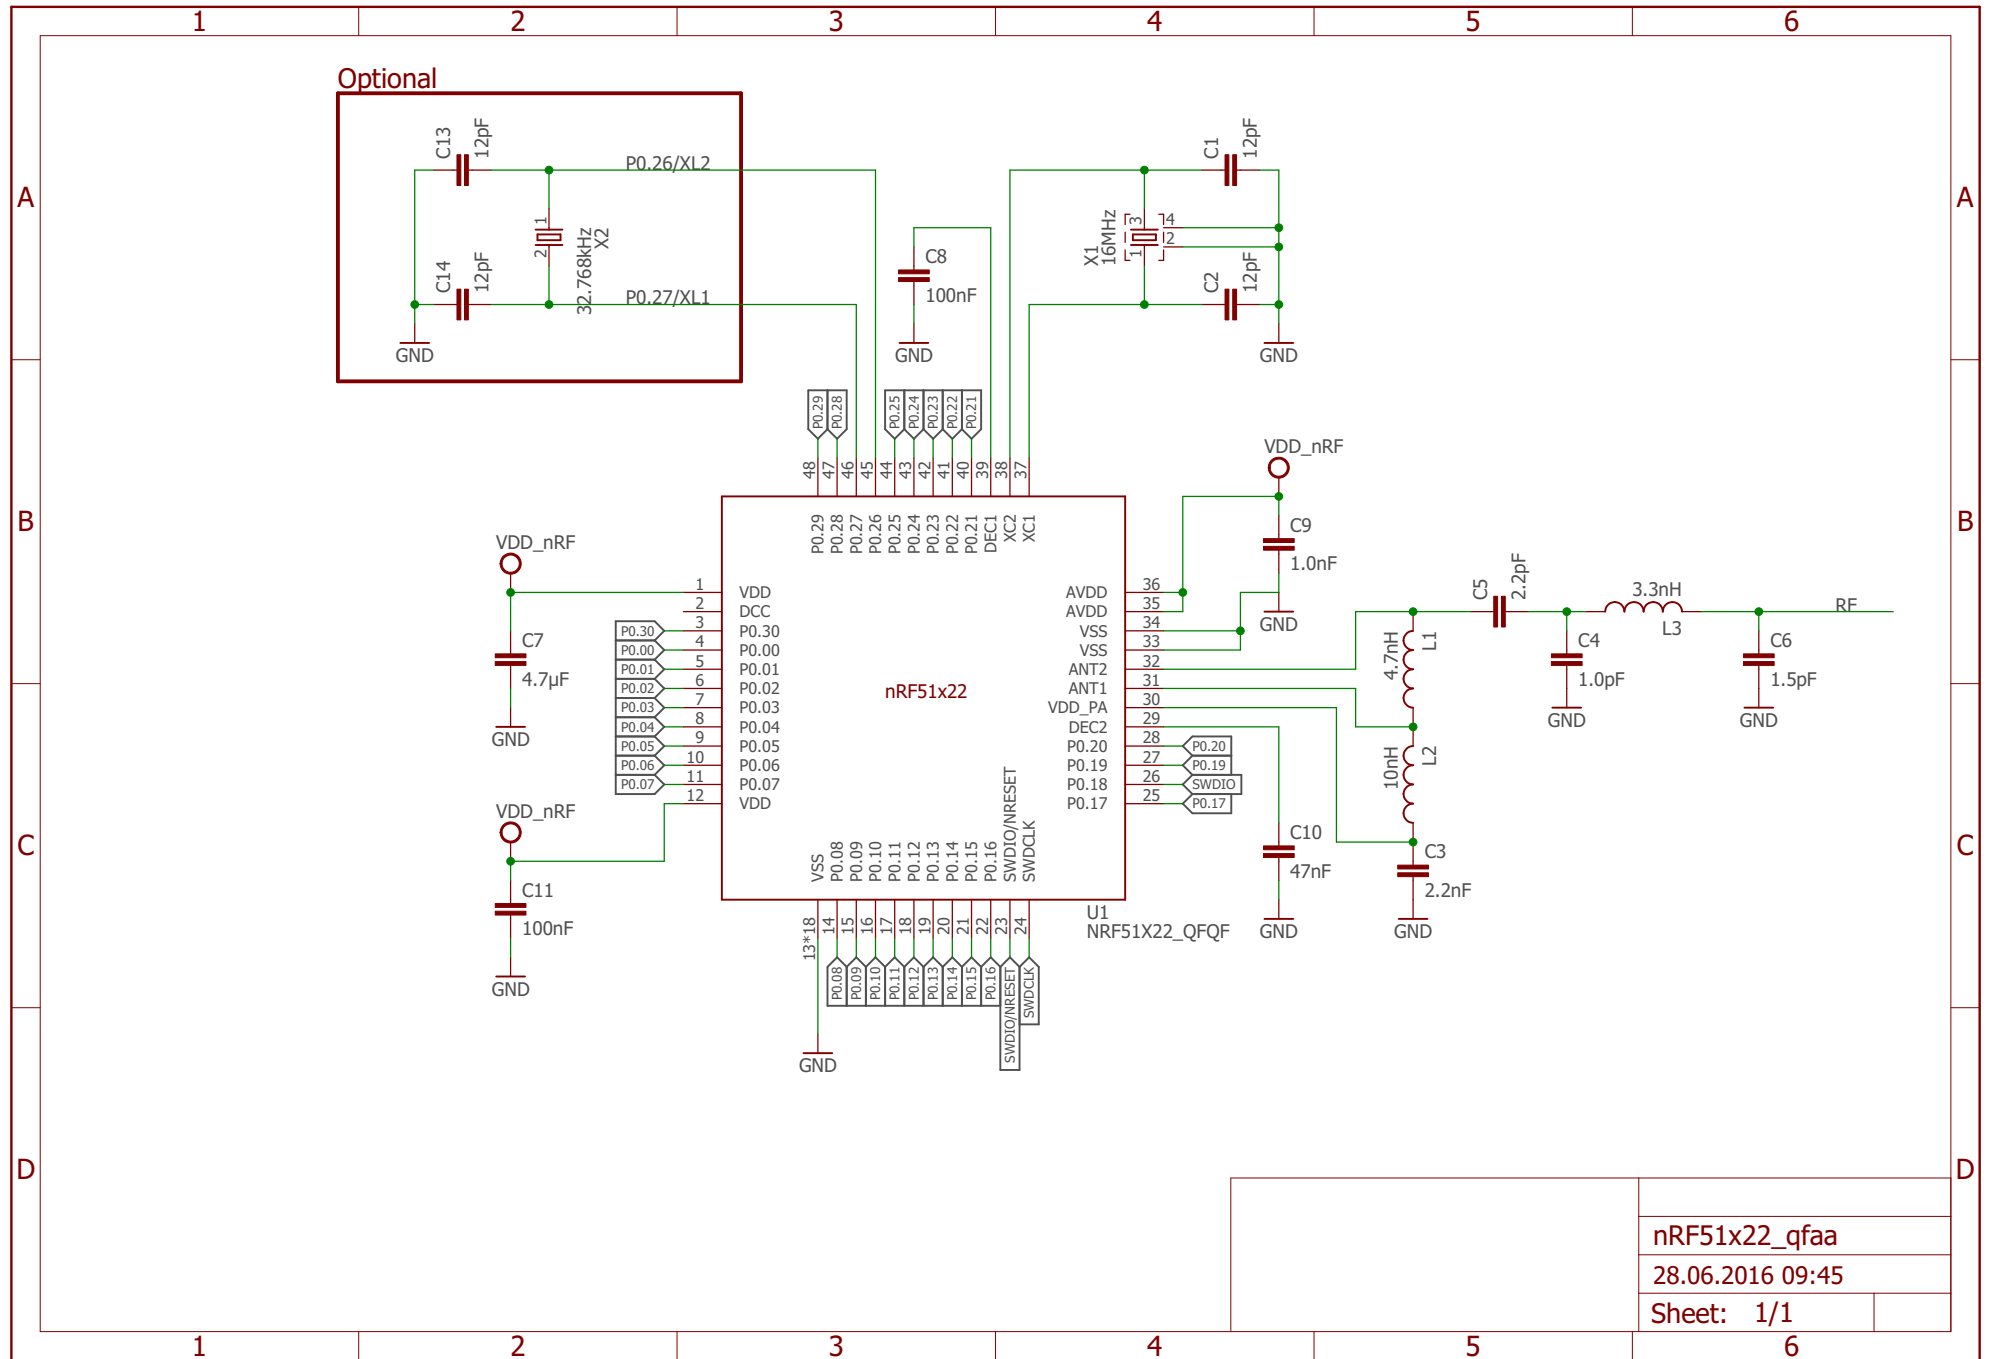 1 2 3 4 5 6
Optional
C13 12pF
P0.26/XL2
1
2
32.768kHz
X2
C14 12pF
P0.27/XL1
GND
C8
100nF
GND
C1 12pF
X1
16MHz
3
4
2
1
C2 12pF
GND
A A
P0.29 P0.28 P0.25 P0.24 P0.23 P0.22 P0.21
48 47 46 45 44 43 42 41 40 39 38 37
P0.29 P0.28 P0.27 P0.26 P0.25 P0.24 P0.23 P0.22 P0.21 DEC1 XC2 XC1
B B
VDD_nRF
C7
4.7µF
GND
VDD_nRF
C11
100nF
GND
1 VDD
2 DCC
P0.30 3 P0.30
P0.00 4 P0.00
P0.01 5 P0.01
P0.02 6 P0.02
P0.03 7 P0.03
P0.04 8 P0.04
P0.05 9 P0.05
P0.06 10 P0.06
P0.07 11 P0.07
12 VDD
nRF51x22
AVDD 36
AVDD 35
VSS 34
VSS 33
ANT2 32
ANT1 31
VDD_PA 30
DEC2 29
P0.20 28 P0.20
P0.19 27 P0.19
P0.18 26 SWDIO
P0.17 25 P0.17
VDD_nRF
C9
1.0nF
GND
C10
47nF
GND
4.7nH L1
10nH L2
C3
2.2nF
GND
C5 2.2pF
C4
1.0pF
GND
3.3nH
L3
C6
1.5pF
GND
RF
C C
VSS P0.08 P0.09 P0.10 P0.11 P0.12 P0.13 P0.14 P0.15 P0.16 SWDIO/NRESET SWDCLK
13*18 14 15 16 17 18 19 20 21 22 23 24
P0.08 P0.09 P0.10 P0.11 P0.12 P0.13 P0.14 P0.15 P0.16 SWDIO/NRESET SWDCLK
GND
U1
NRF51X22_QFQF
D D
nRF51x22_qfaa
28.06.2016 09:45
Sheet: 1/1
1 2 3 4 5 6